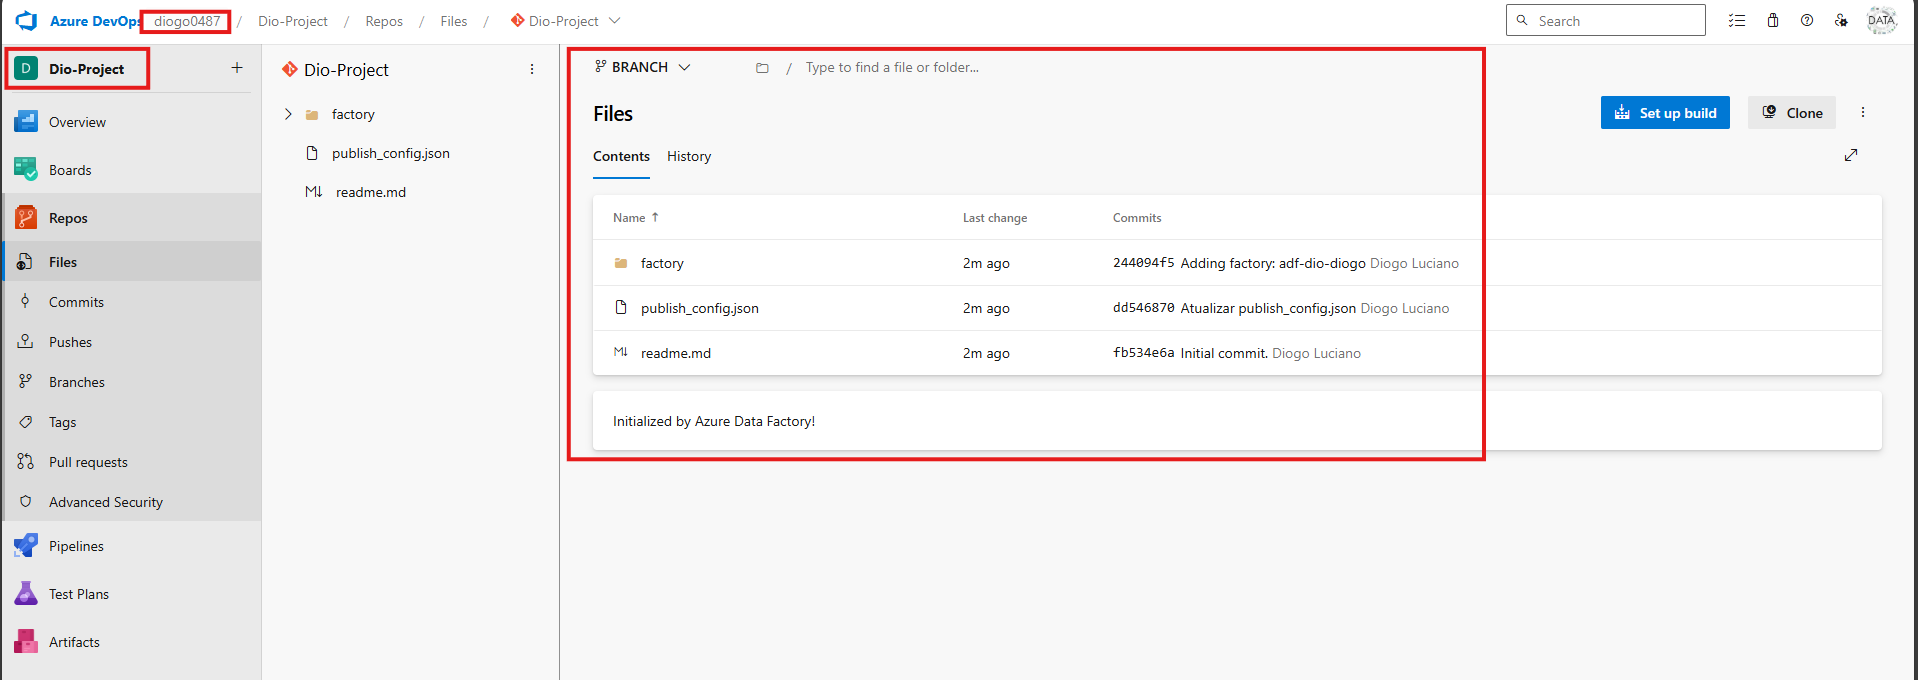 Azure DevOps diogo0487 / Dio-Project / Repos / Files / Dio-Project
Search
DATA
D Dio-Project +
Overview
Boards
Repos
Files
Commits
Pushes
Branches
Tags
Pull requests
Advanced Security
Pipelines
Test Plans
Artifacts
Dio-Project
factory
publish_config.json
M↓ readme.md
BRANCH / Type to find a file or folder...
Files
Set up build
Clone
Contents History
Name ↑ Last change Commits
factory 2m ago 244094f5 Adding factory: adf-dio-diogo Diogo Luciano
publish_config.json 2m ago dd546870 Atualizar publish_config.json Diogo Luciano
M↓ readme.md 2m ago fb534e6a Initial commit. Diogo Luciano
Initialized by Azure Data Factory!